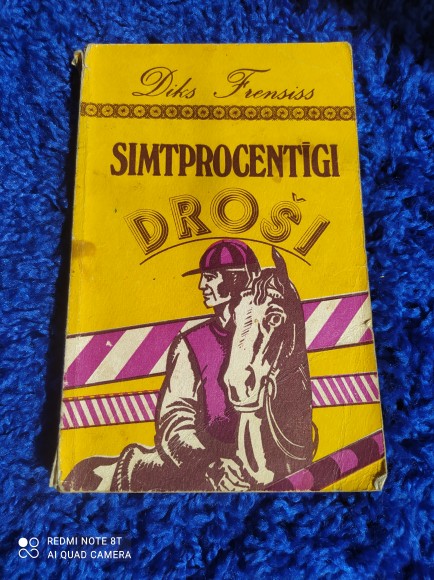 Diks Frensiss
SIMTPROCENTĪGI
DROŠI
REDMI NOTE 8T
AI QUAD CAMERA